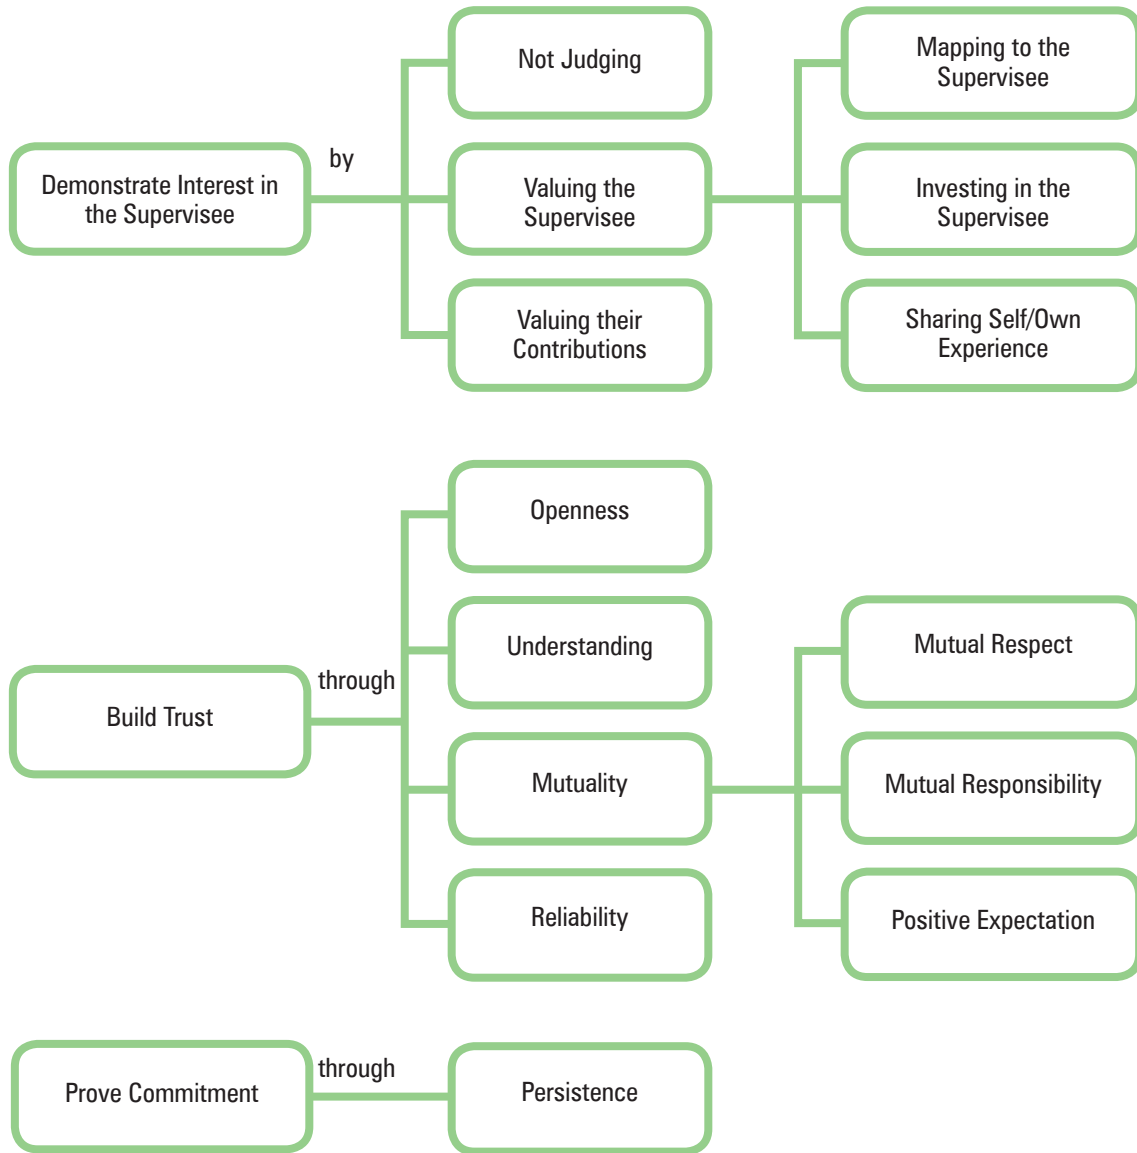 Demonstrate Interest in
the Supervisee
by
Not Judging
Valuing the
Supervisee
Valuing their
Contributions
Mapping to the
Supervisee
Investing in the
Supervisee
Sharing Self/Own
Experience
Build Trust
through
Openness
Understanding
Mutuality
Reliability
Mutual Respect
Mutual Responsibility
Positive Expectation
Prove Commitment
through
Persistence